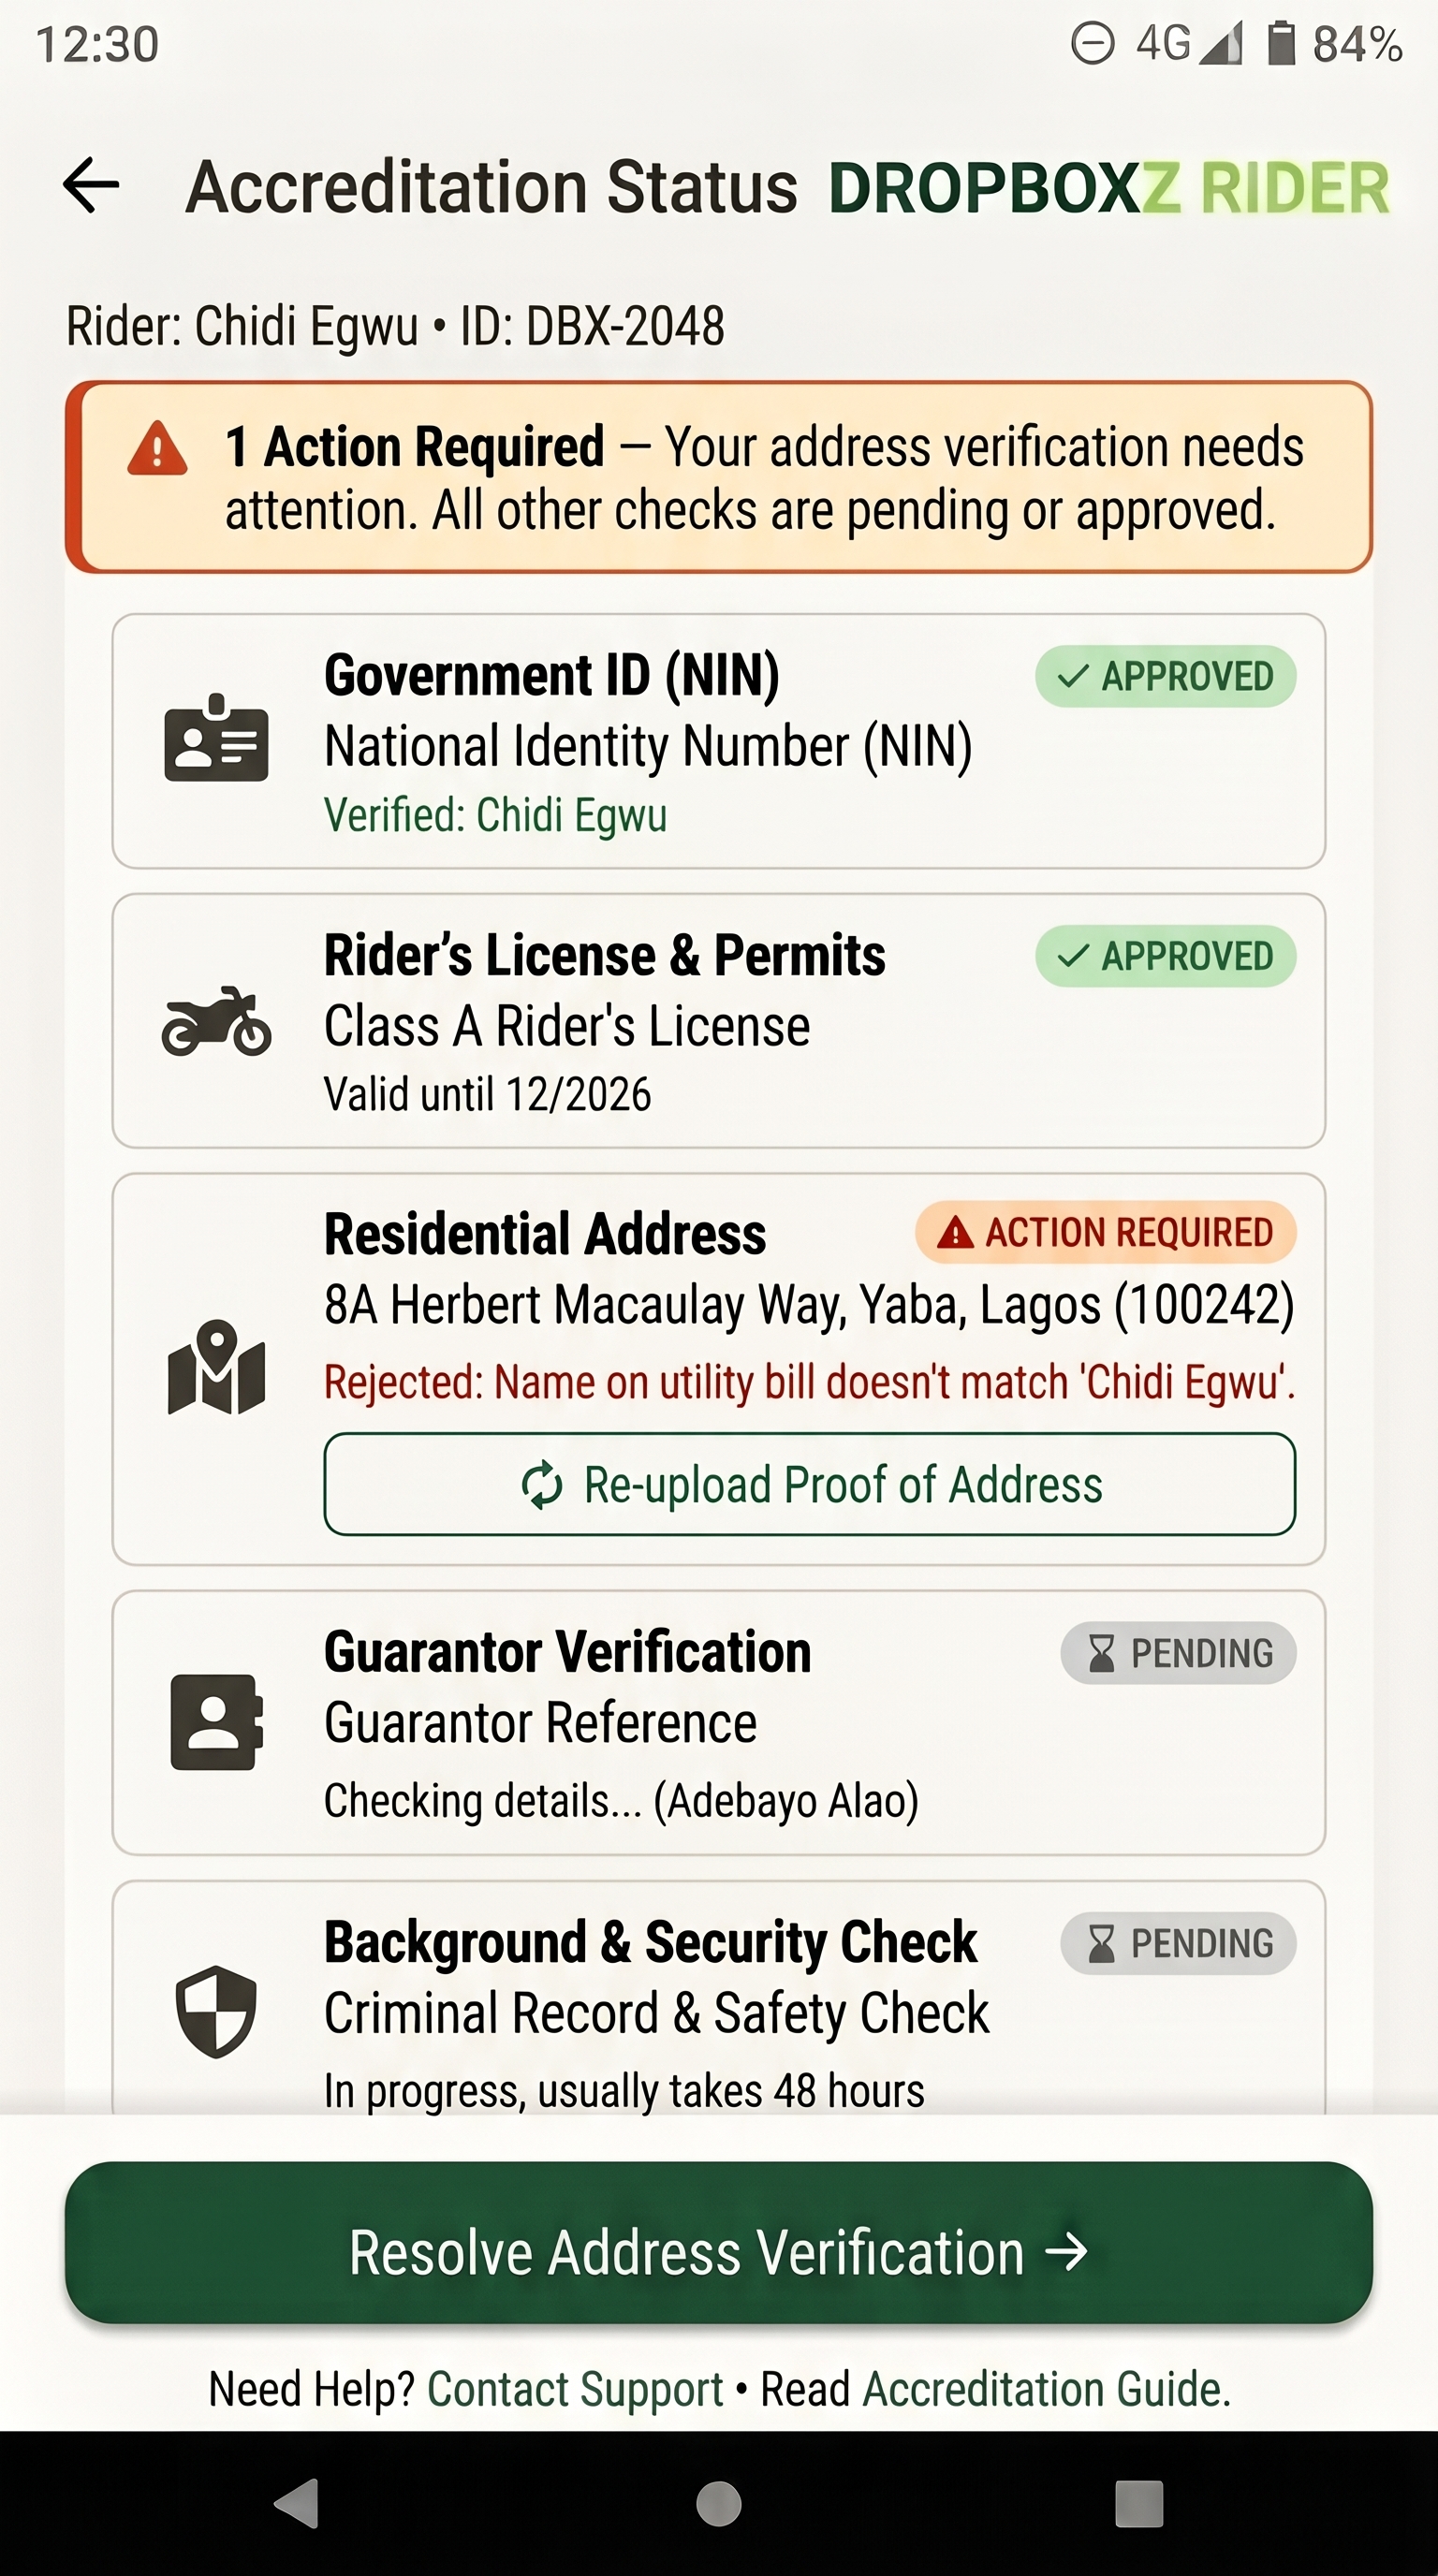 12:30 4G 84%
Accreditation Status DROPBOXZ RIDER
Rider: Chidi Egwu • ID: DBX-2048
1 Action Required – Your address verification needs
attention. All other checks are pending or approved.
Government ID (NIN) APPROVED
National Identity Number (NIN)
Verified: Chidi Egwu
Rider’s License & Permits APPROVED
Class A Rider's License
Valid until 12/2026
Residential Address ACTION REQUIRED
8A Herbert Macaulay Way, Yaba, Lagos (100242)
Rejected: Name on utility bill doesn't match 'Chidi Egwu'.
Re-upload Proof of Address
Guarantor Verification PENDING
Guarantor Reference
Checking details... (Adebayo Alao)
Background & Security Check PENDING
Criminal Record & Safety Check
In progress, usually takes 48 hours
Resolve Address Verification →
Need Help? Contact Support • Read Accreditation Guide.